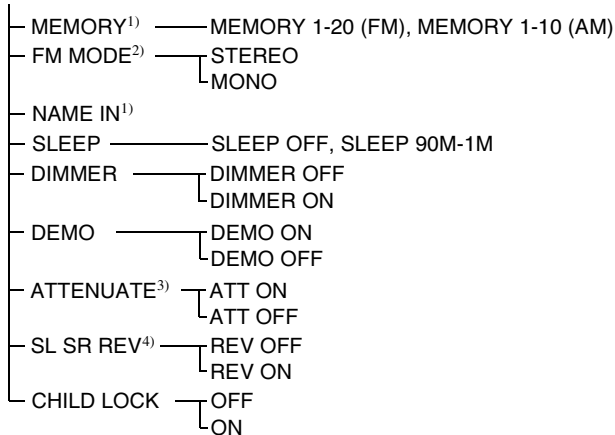 MEMORY1) MEMORY 1-20 (FM), MEMORY 1-10 (AM)
FM MODE2) STEREO
MONO
NAME IN1)
SLEEP SLEEP OFF, SLEEP 90M-1M
DIMMER DIMMER OFF
DIMMER ON
DEMO DEMO ON
DEMO OFF
ATTENUATE3) ATT ON
ATT OFF
SL SR REV4) REV OFF
REV ON
CHILD LOCK OFF
ON